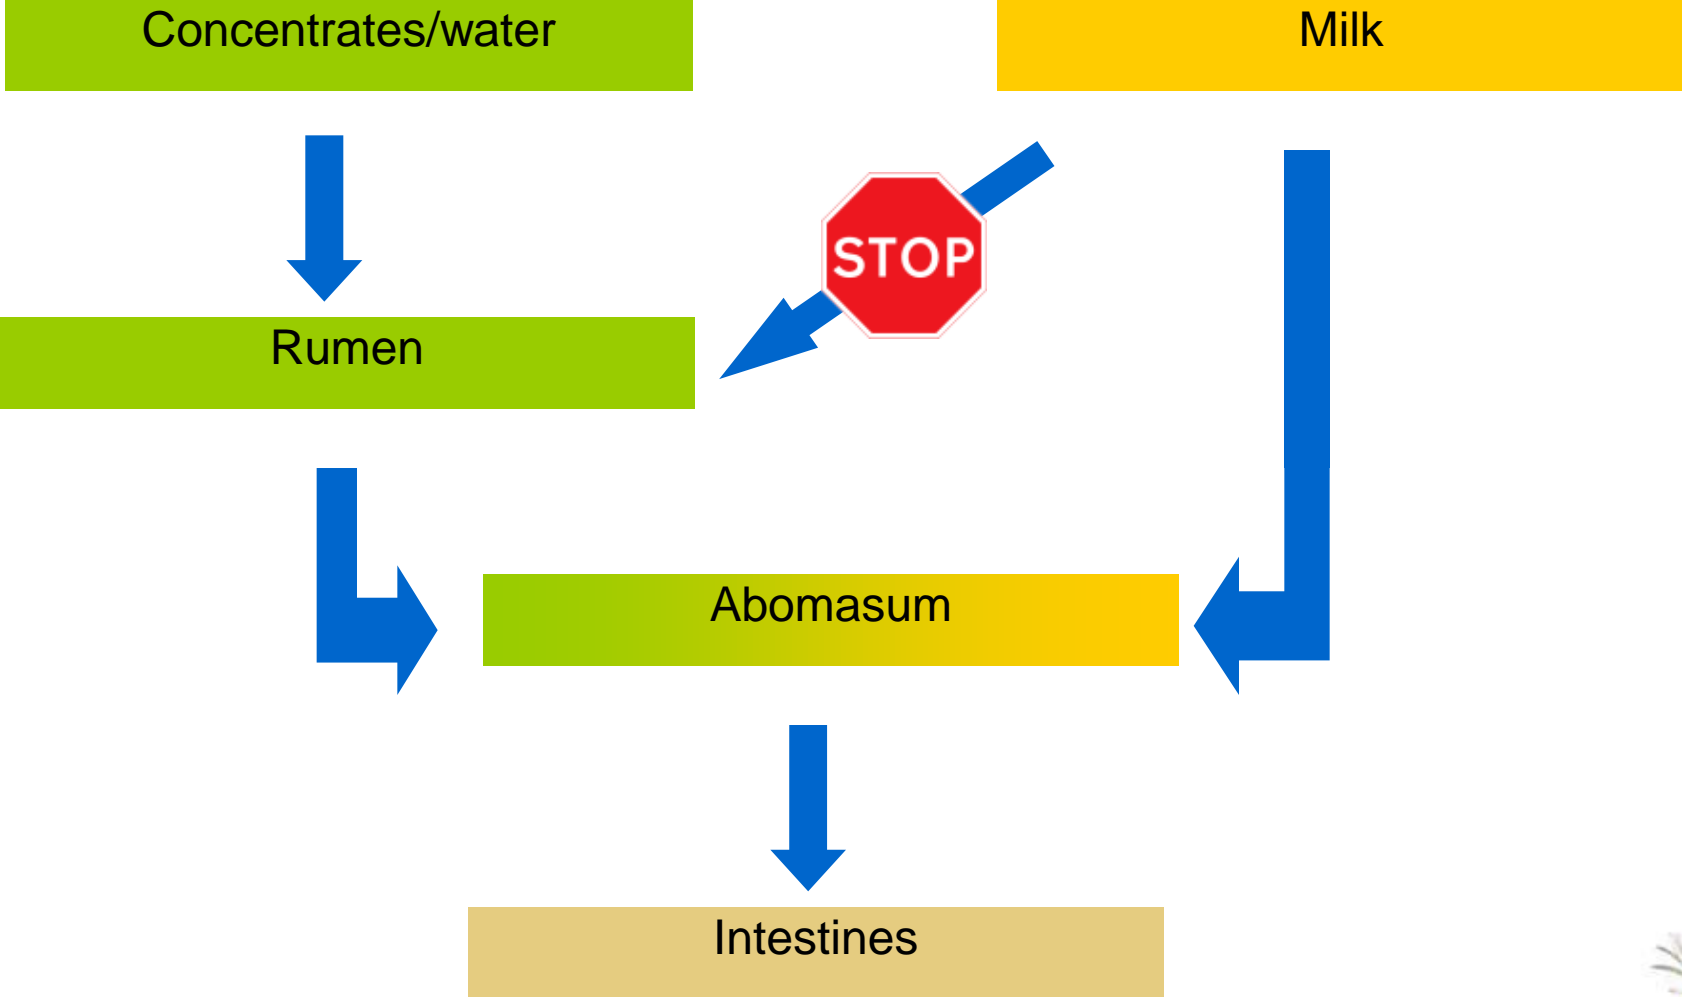 Concentrates/water
Milk
STOP
Rumen
Abomasum
Intestines